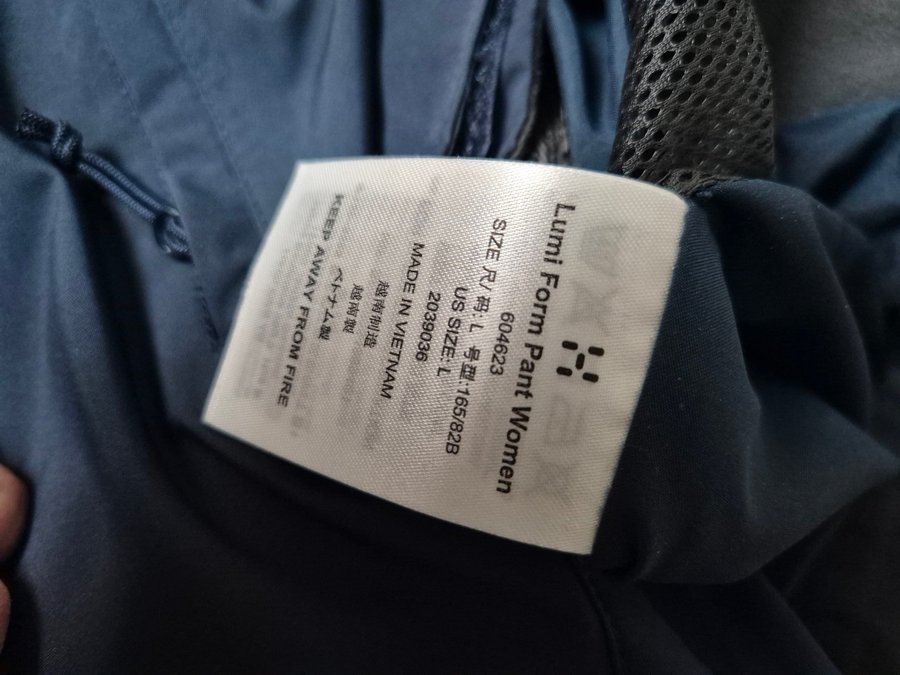 Lumi Form Pant Women
604623
SIZE 尺/ 码: L 号型:165/82B
US SIZE: L
2039036
MADE IN VIETNAM
越南制造
越南製
ベトナム製
KEEP AWAY FROM FIRE